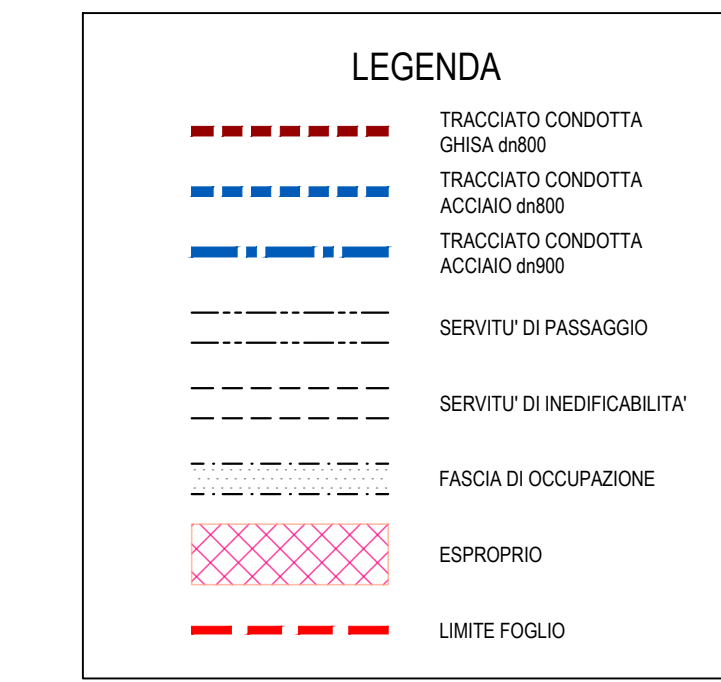 LEGENDA
TRACCIATO CONDOTTA
GHISA dn800
TRACCIATO CONDOTTA
ACCIAIO dn800
TRACCIATO CONDOTTA
ACCIAIO dn900
SERVITU' DI PASSAGGIO
SERVITU' DI INEDIFICABILITA'
FASCIA DI OCCUPAZIONE
ESPROPRIO
LIMITE FOGLIO